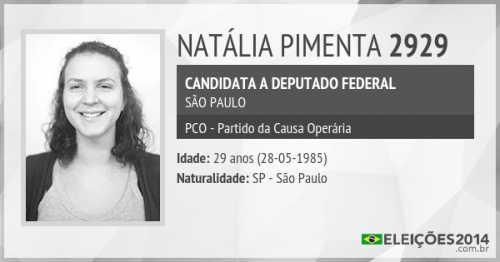 NATÁLIA PIMENTA 2929
CANDIDATA A DEPUTADO FEDERAL
SÃO PAULO
PCO - Partido da Causa Operária
Idade: 29 anos (28-05-1985)
Naturalidade: SP - São Paulo
ELEIÇÕES2014
.com.br